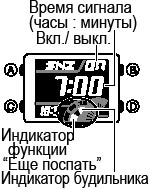 Время сигнала
(часы : минуты)
Вкл./ выкл.
SNZ / ON
A
B
7:00
C
D
Индикатор
функции
“Еще поспать”
Индикатор будильника